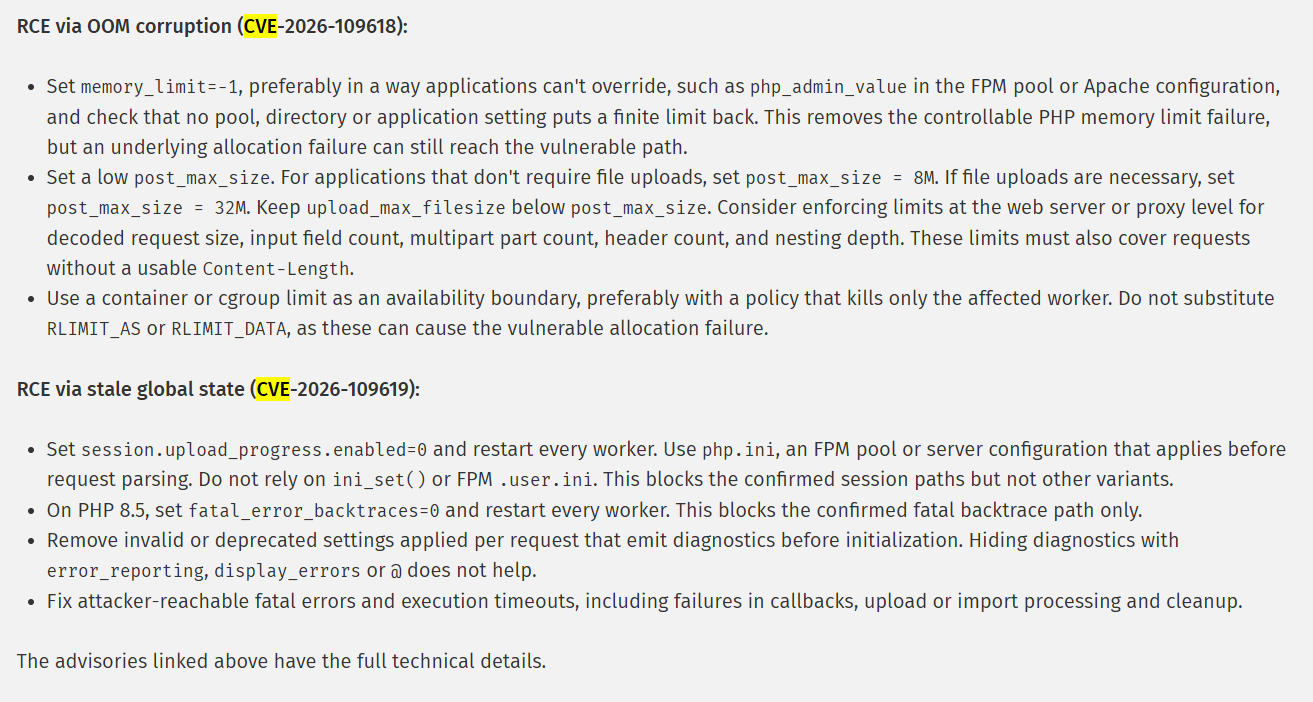 RCE via OOM corruption (CVE-2026-109618):
• Set memory_limit=-1, preferably in a way applications can't override, such as php_admin_value in the FPM pool or Apache configuration,
and check that no pool, directory or application setting puts a finite limit back. This removes the controllable PHP memory limit failure,
but an underlying allocation failure can still reach the vulnerable path.
• Set a low post_max_size. For applications that don't require file uploads, set post_max_size = 8M. If file uploads are necessary, set
post_max_size = 32M. Keep upload_max_filesize below post_max_size. Consider enforcing limits at the web server or proxy level for
decoded request size, input field count, multipart part count, header count, and nesting depth. These limits must also cover requests
without a usable Content-Length.
• Use a container or cgroup limit as an availability boundary, preferably with a policy that kills only the affected worker. Do not substitute
RLIMIT_AS or RLIMIT_DATA, as these can cause the vulnerable allocation failure.
RCE via stale global state (CVE-2026-109619):
• Set session.upload_progress.enabled=0 and restart every worker. Use php.ini, an FPM pool or server configuration that applies before
request parsing. Do not rely on ini_set() or FPM .user.ini. This blocks the confirmed session paths but not other variants.
• On PHP 8.5, set fatal_error_backtraces=0 and restart every worker. This blocks the confirmed fatal backtrace path only.
• Remove invalid or deprecated settings applied per request that emit diagnostics before initialization. Hiding diagnostics with
error_reporting, display_errors or @ does not help.
• Fix attacker-reachable fatal errors and execution timeouts, including failures in callbacks, upload or import processing and cleanup.
The advisories linked above have the full technical details.